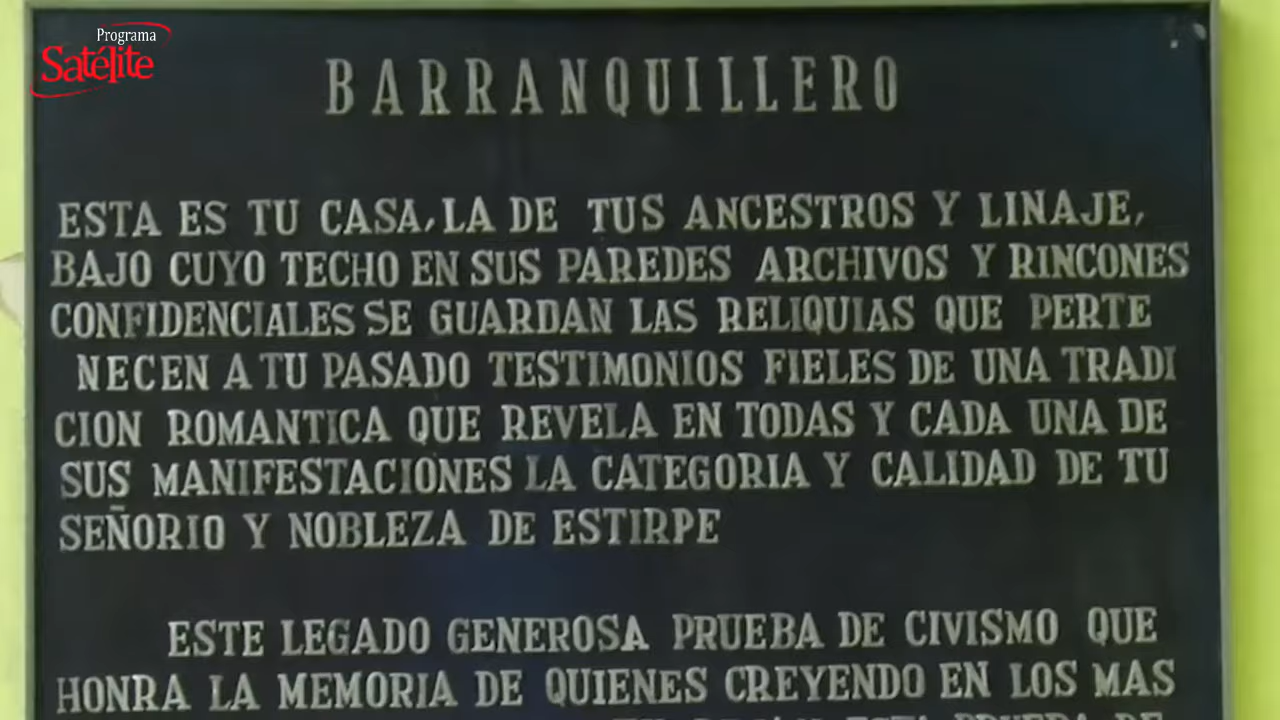 Programa
Satélite
BARRANQUILLERO
ESTA ES TU CASA, LA DE TUS ANCESTROS Y LINAJE,
BAJO CUYO TECHO EN SUS PAREDES ARCHIVOS Y RINCONES
CONFIDENCIALES SE GUARDAN LAS RELIQUIAS QUE PERTE
NECEN A TU PASADO TESTIMONIOS FIELES DE UNA TRADI
CION ROMANTICA QUE REVELA EN TODAS Y CADA UNA DE
SUS MANIFESTACIONES LA CATEGORIA Y CALIDAD DE TU
SEÑORIO Y NOBLEZA DE ESTIRPE
ESTE LEGADO GENEROSA PRUEBA DE CIVISMO QUE
HONRA LA MEMORIA DE QUIENES CREYENDO EN LOS MAS